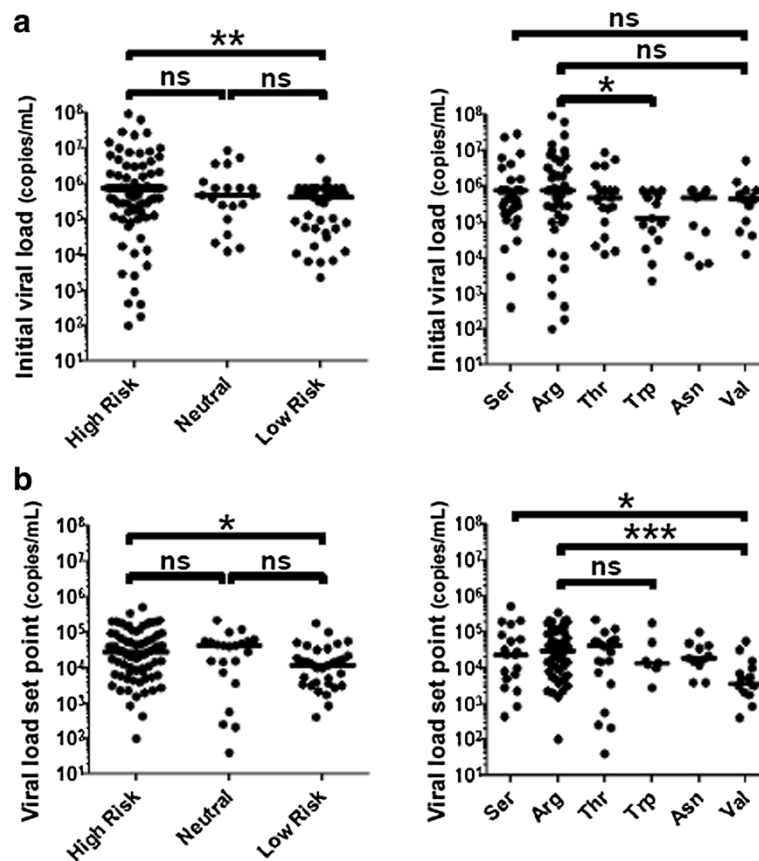 a
**
ns ns
Initial viral load (copies/mL)
10⁸
10⁷
10⁶
10⁵
10⁴
10³
10²
10¹
High Risk Neutral Low Risk
ns
ns
*
Initial viral load (copies/mL)
10⁸
10⁷
10⁶
10⁵
10⁴
10³
10²
10¹
Ser Arg Thr Trp Asn Val
b
*
ns ns
Viral load set point (copies/mL)
10⁸
10⁷
10⁶
10⁵
10⁴
10³
10²
10¹
High Risk Neutral Low Risk
*
***
ns
Viral load set point (copies/mL)
10⁸
10⁷
10⁶
10⁵
10⁴
10³
10²
10¹
Ser Arg Thr Trp Asn Val